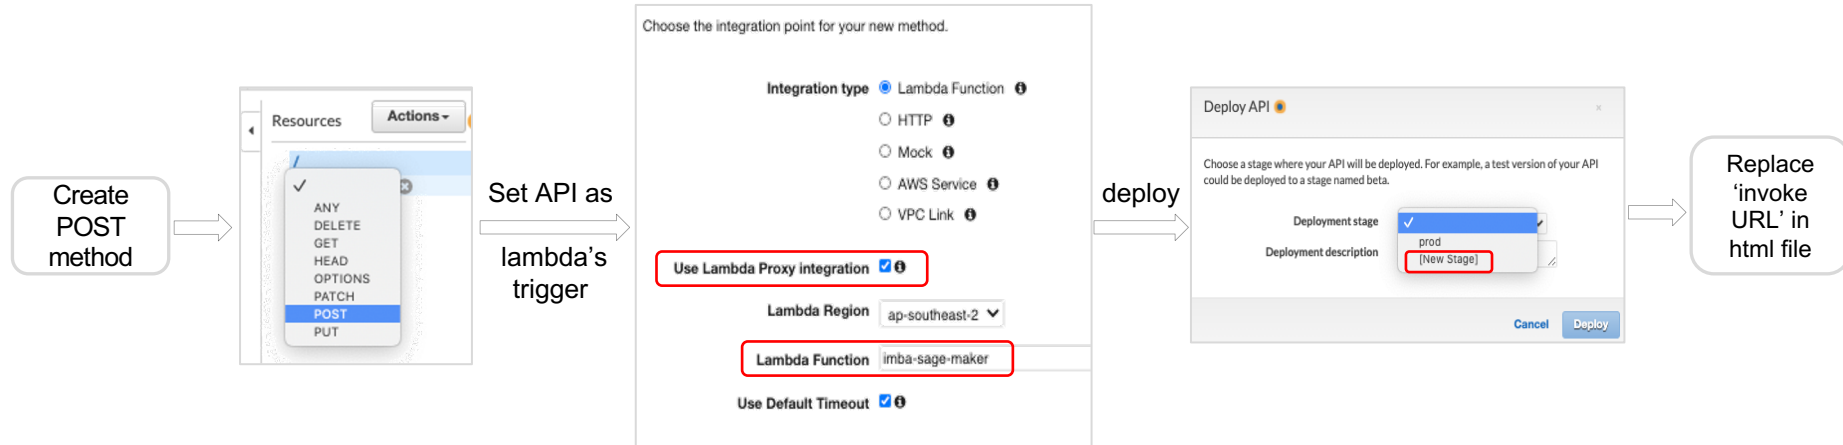 Create
POST
method
Resources
Actions
/
ANY
DELETE
GET
HEAD
OPTIONS
PATCH
POST
PUT
Set API as
lambda’s
trigger
Choose the integration point for your new method.
Integration type
Lambda Function
HTTP
Mock
AWS Service
VPC Link
Use Lambda Proxy integration
Lambda Region ap-southeast-2
Lambda Function imba-sage-maker
Use Default Timeout
deploy
Deploy API
×
Choose a stage where your API will be deployed. For example, a test version of your API
could be deployed to a stage named beta.
Deployment stage
prod
[New Stage]
Deployment description
Cancel Deploy
Replace
‘invoke
URL’ in
html file